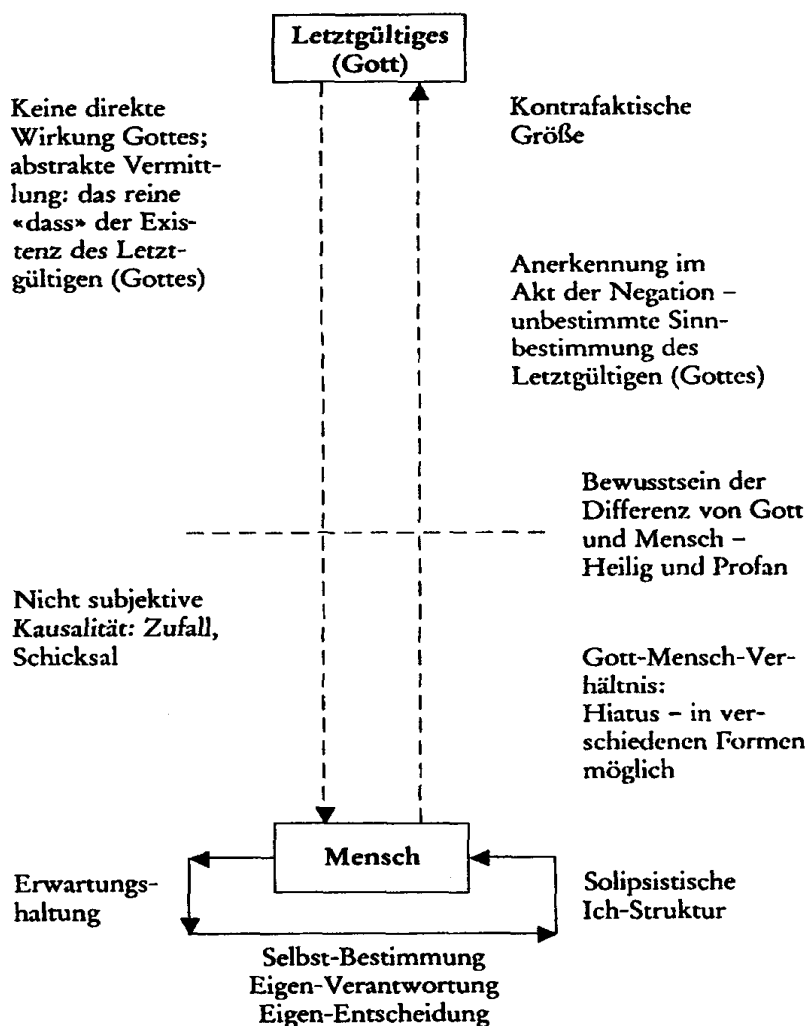 Letztgültiges
(Gott)
Keine direkte
Wirkung Gottes;
abstrakte Vermitt-
lung: das reine
«dass» der Exis-
tenz des Letzt-
gültigen (Gottes)
Kontrafaktische
Größe
Anerkennung im
Akt der Negation –
unbestimmte Sinn-
bestimmung des
Letztgültigen (Gottes)
Bewusstsein der
Differenz von Gott
und Mensch –
Heilig und Profan
Nicht subjektive
Kausalität: Zufall,
Schicksal
Gott-Mensch-Ver-
hältnis:
Hiatus – in ver-
schiedenen Formen
möglich
Mensch
Erwartungs-
haltung
Solipsistische
Ich-Struktur
Selbst-Bestimmung
Eigen-Verantwortung
Eigen-Entscheidung